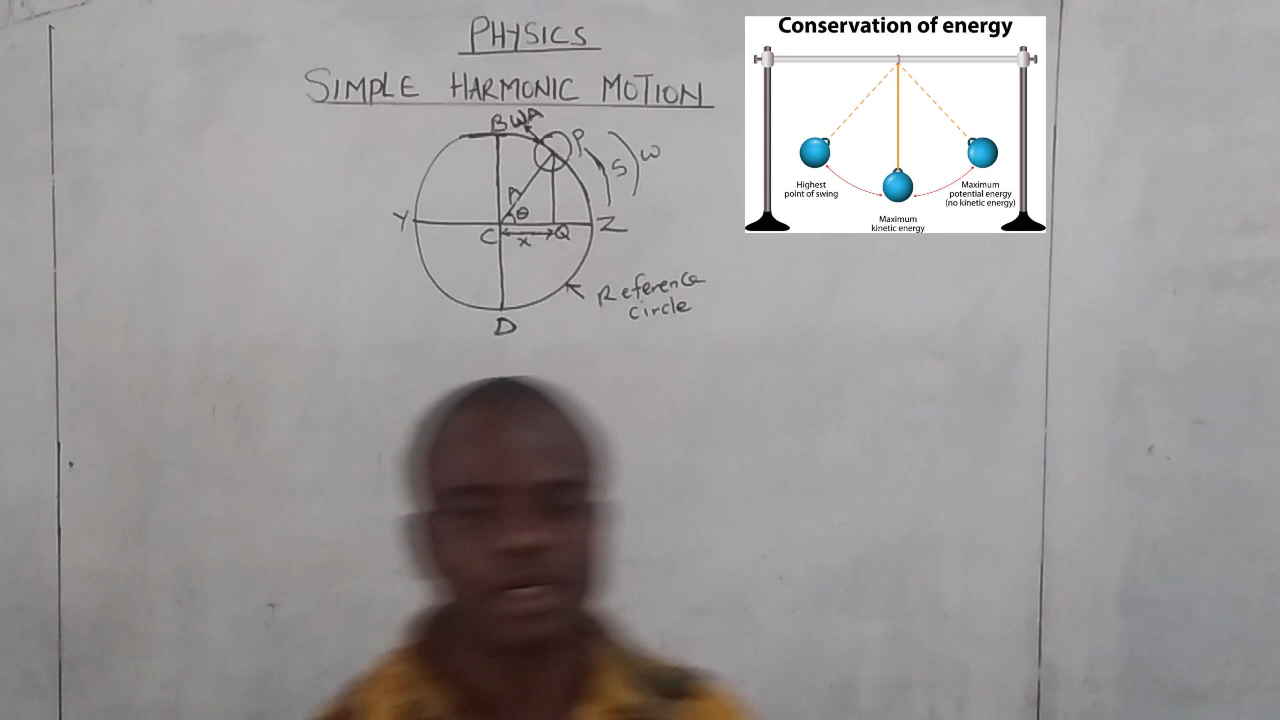 PHYSICS
SIMPLE HARMONIC MOTION
B WA
P
S
W
A
θ
Y
Z
C
x
Q
Reference
circle
D
Conservation of energy
Highest
point of swing
Maximum
potential energy
(no kinetic energy)
Maximum
kinetic energy